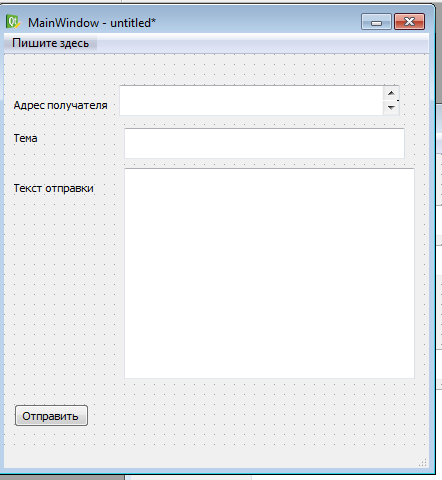 MainWindow - untitled*
Пишите здесь
Адрес получателя
Тема
Текст отправки
Отправить